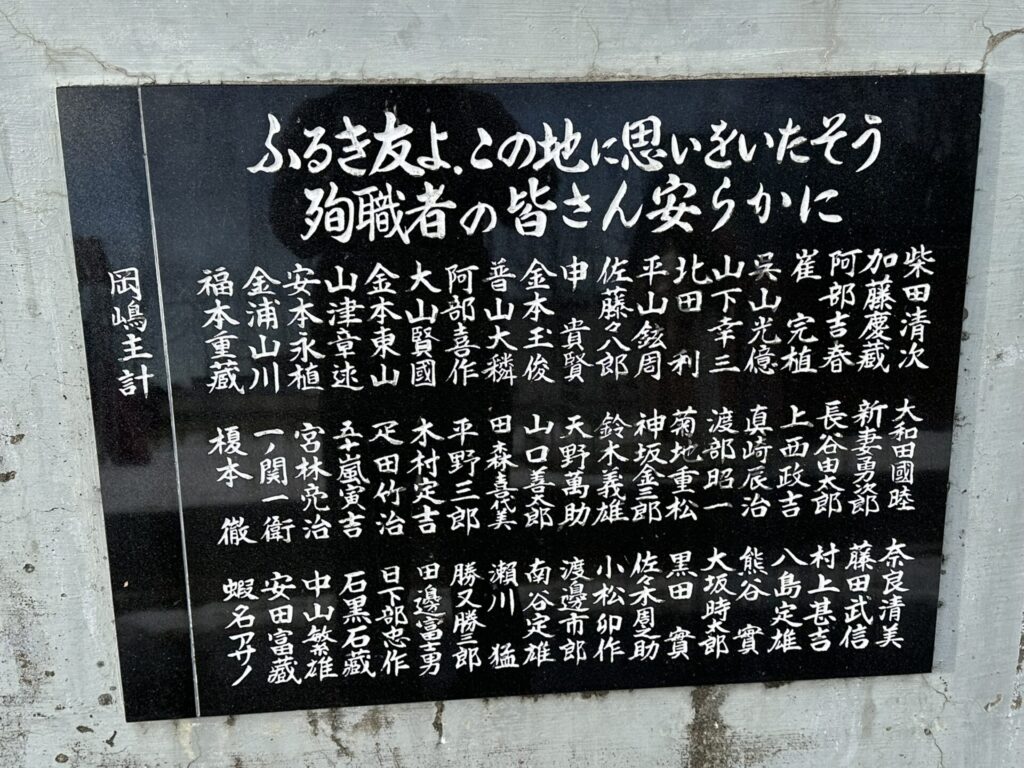 ふるき友よ、この地に思いをいたそう
殉職者の皆さん安らかに
柴田清次
加藤慶蔵
阿部吉春
崔 完植
呉山光億
山下幸三
北田 利
平山鉉周
佐藤々八郎
申 貴賢
金本玉俊
普山大麟
阿部喜作
大山賢國
金本東山
山津章速
安本永植
金浦山川
福本重蔵
大和田國睦
新妻勇次郎
長谷由太郎
上西政吉
真崎辰治
渡部昭一
菊地重松
神坂金三郎
鈴木義雄
天野萬助
山口善太郎
田森喜代美
平野三郎
木村定吉
疋田竹治
五十嵐寅吉
宮林亮治
一ノ関一衛
榎本 徹
奈良清美
藤田武信
村上甚吉
八島定雄
熊谷 實
大坂時太郎
黒田 實
佐々木周之助
小松卯作
渡邊市郎
南谷定雄
瀬川 猛
勝又勝三郎
田邊富士男
日下部忠作
石黒石蔵
中山繁雄
安田富蔵
蝦名アサノ
岡嶋主計